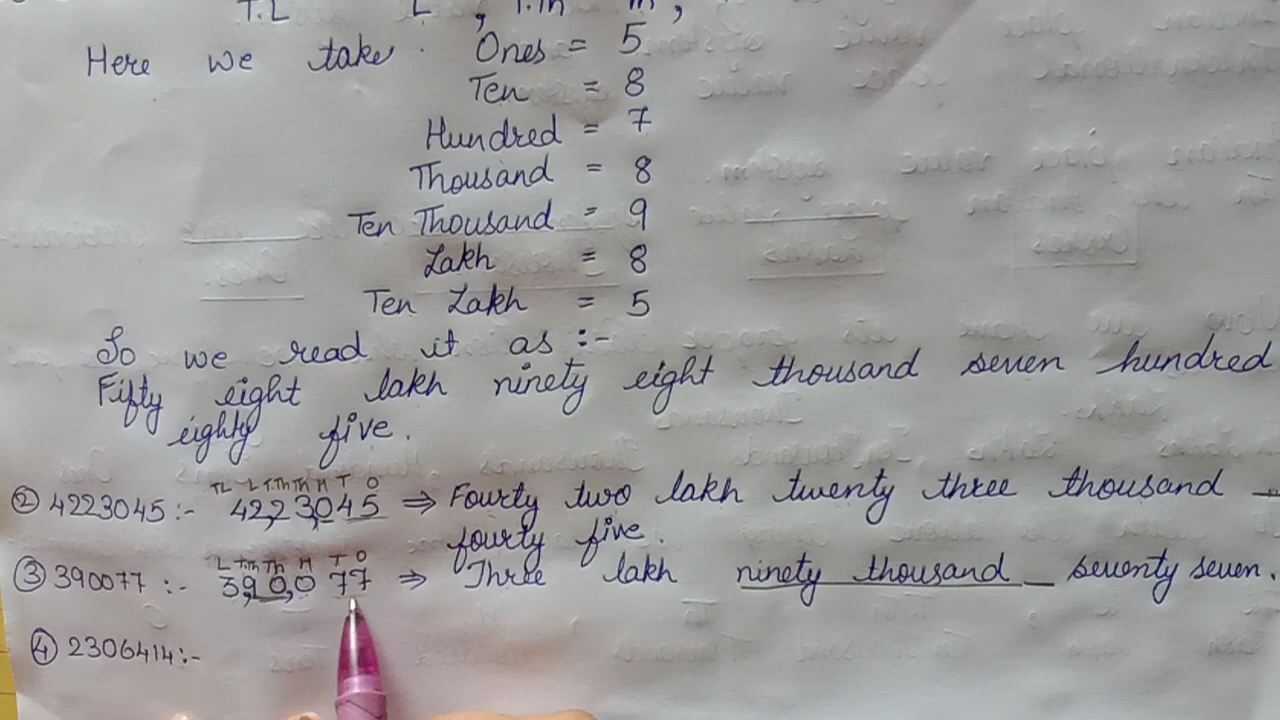 T.L L , T.Th Th,
Here we take Ones = 5
Ten = 8
Hundred = 7
Thousand = 8
Ten Thousand = 9
Lakh = 8
Ten Lakh = 5
So we read it as :-
Fifty eight lakh ninety eight thousand seven hundred
eighty five.
TL L T.Th Th H T O
② 4223045 :- 42,23,045 ⇒ Fourty two lakh twenty three thousand _
fourty five.
L T.Th Th H T O
③ 390077 :- 3,90,077 ⇒ Three lakh ninety thousand _ seventy seven.
④ 2306414:-